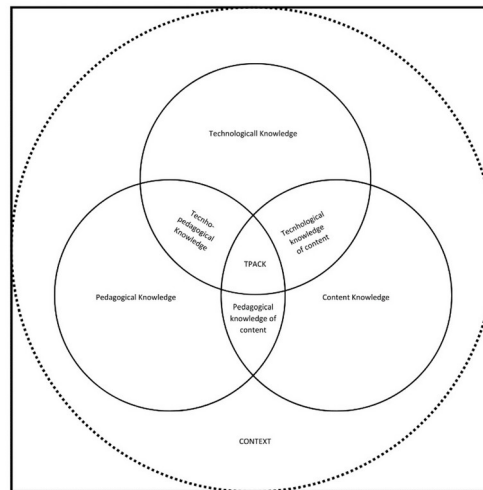 Technologicall Knowledge
Tecnho-
pedagogical
Knowledge
Tecnhological
knowledge
of content
TPACK
Pedagogical Knowledge
Pedagogical
knowledge of
content
Content Knowledge
CONTEXT